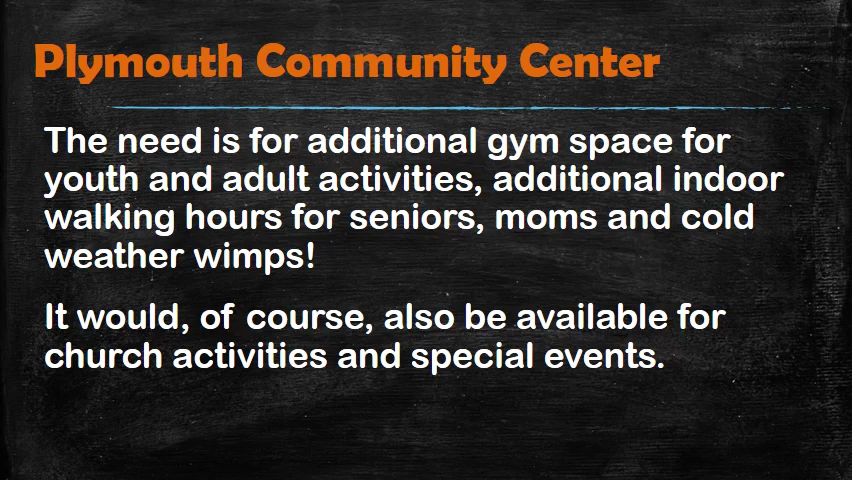 Plymouth Community Center
The need is for additional gym space for
youth and adult activities, additional indoor
walking hours for seniors, moms and cold
weather wimps!
It would, of course, also be available for
church activities and special events.